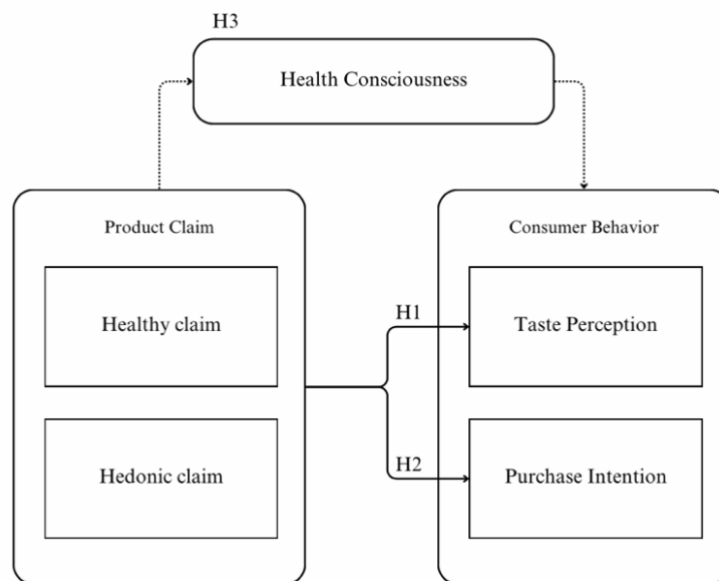 H3
Health Consciousness
Product Claim
Consumer Behavior
Healthy claim
H1
Taste Perception
Hedonic claim
H2
Purchase Intention